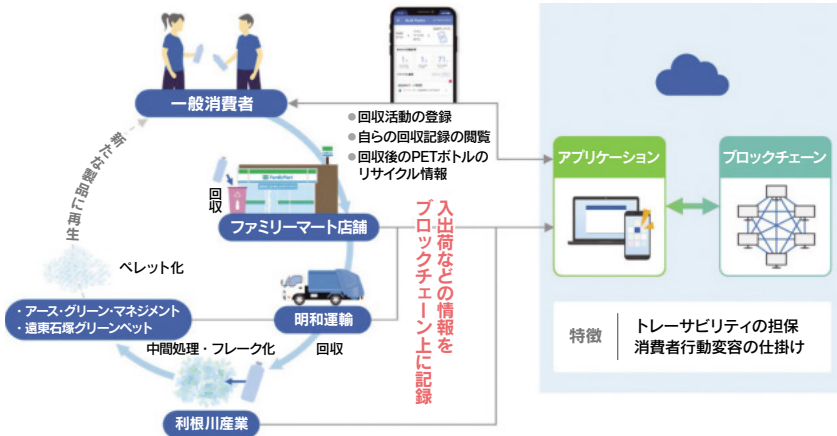 一般消費者
● 回収活動の登録
● 自らの回収記録の閲覧
● 回収後のPETボトルの
リサイクル情報
新たな製品に再生
回収
FamilyMart
ファミリーマート店舗
入出荷などの情報を
ブロックチェーン上に記録
ペレット化
・アース・グリーン・マネジメント
・遠東石塚グリーンペット
明和運輸
中間処理・フレーク化
回収
利根川産業
アプリケーション
ブロックチェーン
特徴
トレーサビリティの担保
消費者行動変容の仕掛け